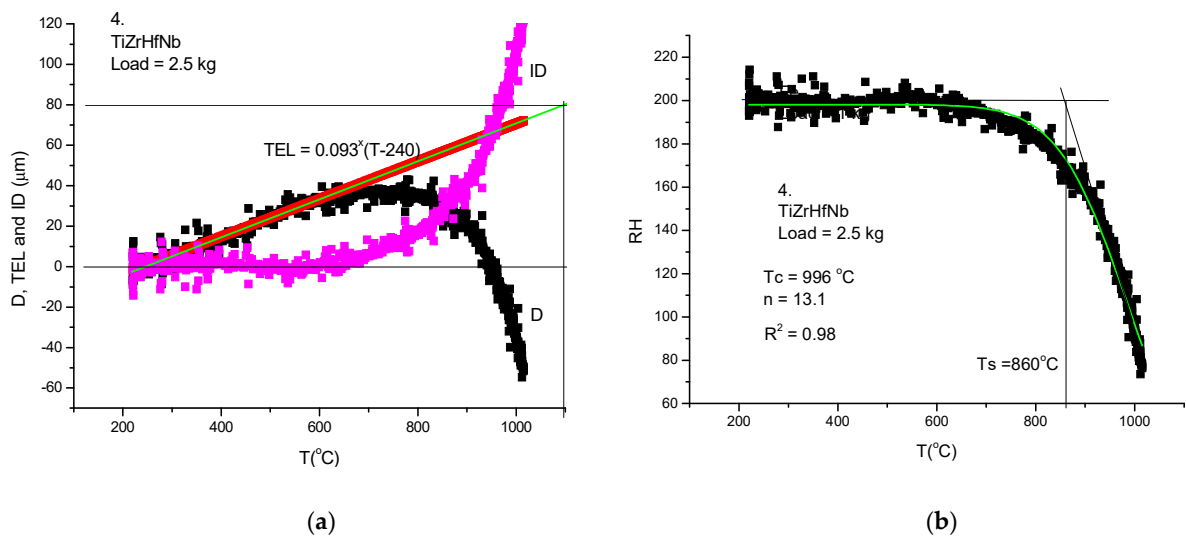 4.
TiZrHfNb
Load = 2.5 kg
ID
TEL = 0.093ˣ(T-240)
D
D, TEL and ID (μm)
120
100
80
60
40
20
0
-20
-40
-60
200 400 600 800 1000
T(°C)
(a)
RH
220
200
180
160
140
120
100
80
60
4.
TiZrHfNb
Load = 2.5 kg
Tc = 996 °C
n = 13.1
R² = 0.98
Ts =860°C
200 400 600 800 1000
T(°C)
(b)